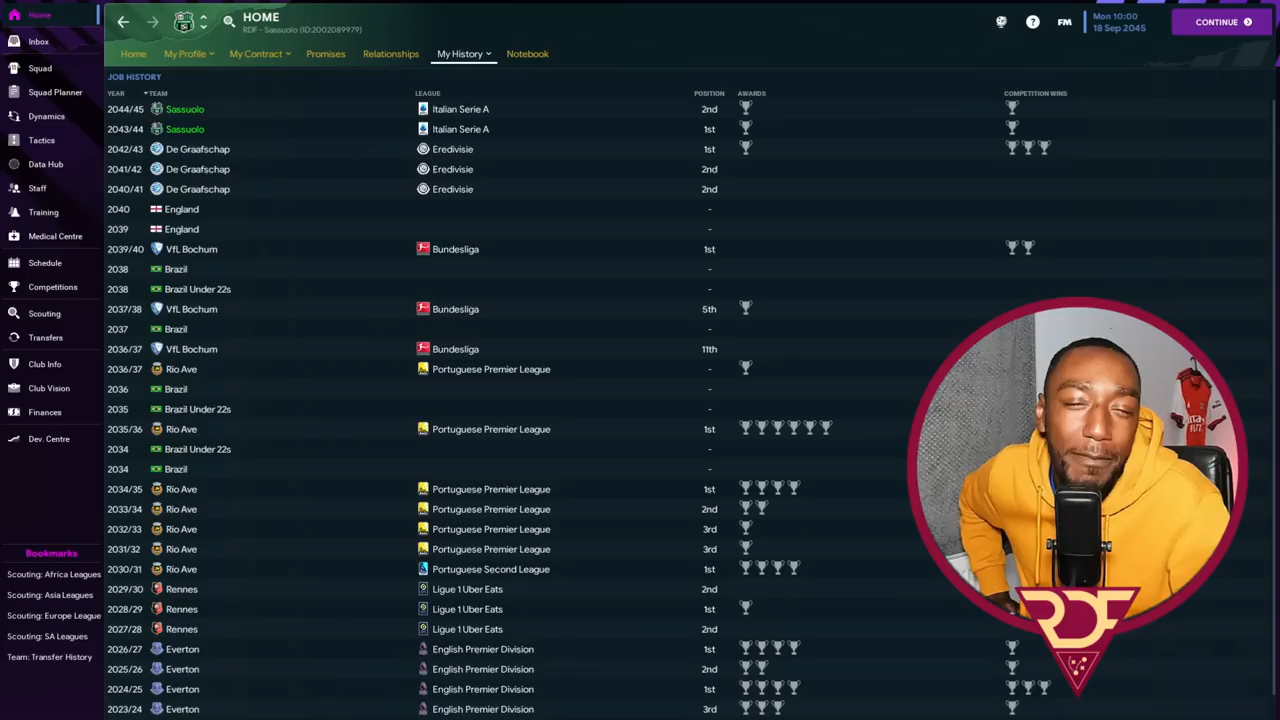 Home
HOME
RDF - Sassuolo (ID:2002089979)
FM
Mon 10:00
18 Sep 2045
CONTINUE
Inbox
Squad
Squad Planner
Dynamics
Tactics
Data Hub
Staff
Training
Medical Centre
Schedule
Competitions
Scouting
Transfers
Club Info
Club Vision
Finances
Dev. Centre
Bookmarks
Scouting: Africa Leagues
Scouting: Asia Leagues
Scouting: Europe League
Scouting: SA Leagues
Team: Transfer History
Home My Profile My Contract Promises Relationships My History Notebook
JOB HISTORY
YEAR TEAM LEAGUE POSITION AWARDS COMPETITION WINS
2044/45 Sassuolo Italian Serie A 2nd
2043/44 Sassuolo Italian Serie A 1st
2042/43 De Graafschap Eredivisie 1st
2041/42 De Graafschap Eredivisie 2nd
2040/41 De Graafschap Eredivisie 2nd
2040 England -
2039 England -
2039/40 VfL Bochum Bundesliga 1st
2038 Brazil -
2038 Brazil Under 22s -
2037/38 VfL Bochum Bundesliga 5th
2037 Brazil -
2036/37 VfL Bochum Bundesliga 11th
2036/37 Rio Ave Portuguese Premier League -
2036 Brazil -
2035 Brazil Under 22s -
2035/36 Rio Ave Portuguese Premier League 1st
2034 Brazil Under 22s -
2034 Brazil -
2034/35 Rio Ave Portuguese Premier League 1st
2033/34 Rio Ave Portuguese Premier League 2nd
2032/33 Rio Ave Portuguese Premier League 3rd
2031/32 Rio Ave Portuguese Premier League 3rd
2030/31 Rio Ave Portuguese Second League 1st
2029/30 Rennes Ligue 1 Uber Eats 2nd
2028/29 Rennes Ligue 1 Uber Eats 1st
2027/28 Rennes Ligue 1 Uber Eats 2nd
2026/27 Everton English Premier Division 1st
2025/26 Everton English Premier Division 2nd
2024/25 Everton English Premier Division 1st
2023/24 Everton English Premier Division 3rd
RDF